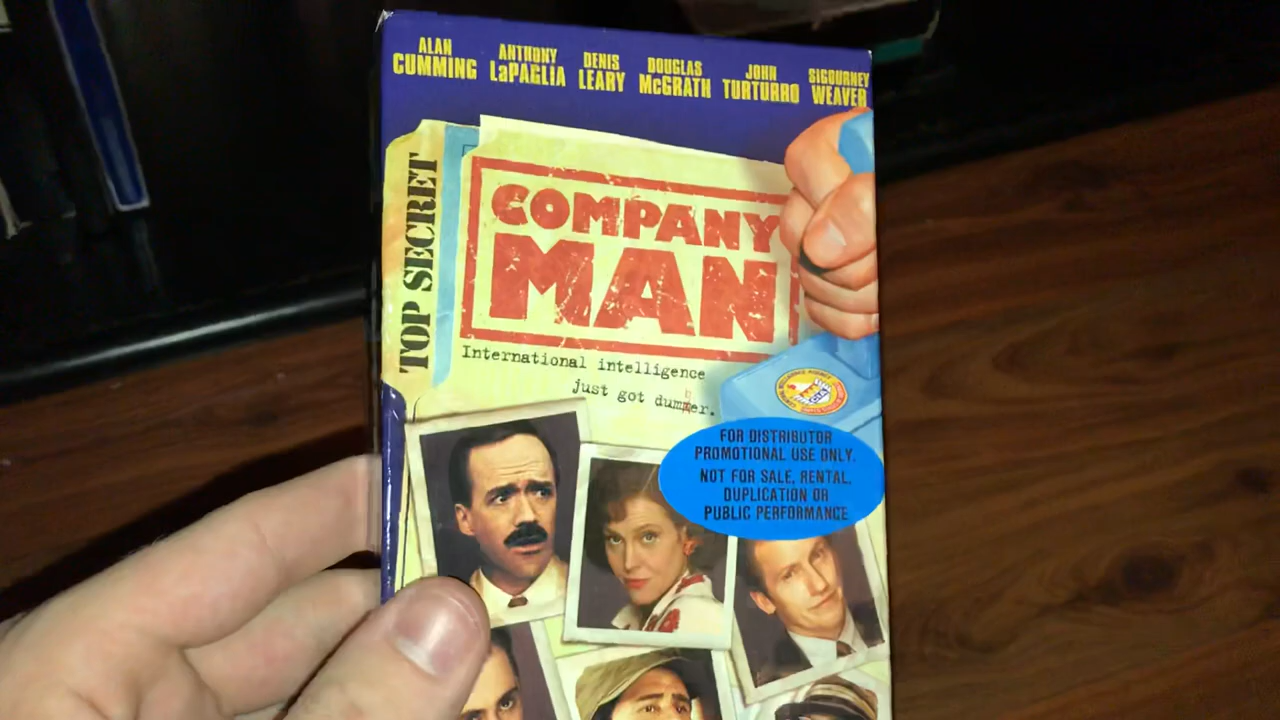 ALAN CUMMING
ANTHONY LaPAGLIA
DENIS LEARY
DOUGLAS McGRATH
JOHN TURTURRO
SIGOURNEY WEAVER
TOP SECRET
COMPANY
MAN
International intelligence
just got dummer.
FOR DISTRIBUTOR
PROMOTIONAL USE ONLY.
NOT FOR SALE, RENTAL,
DUPLICATION OR
PUBLIC PERFORMANCE